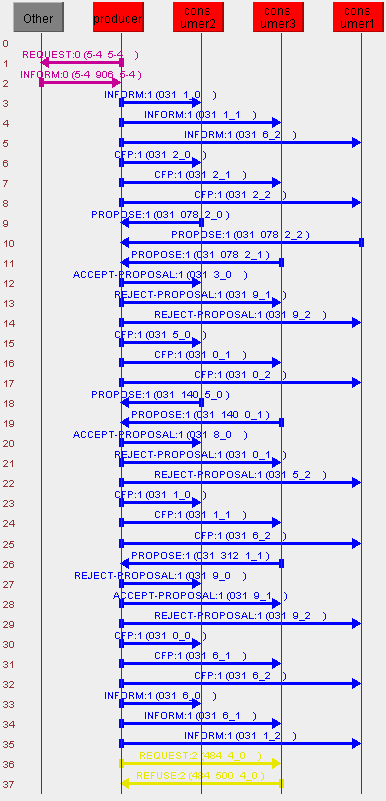 Other producer cons umer2 cons umer3 cons umer1
0
REQUEST:0 (5-4 5-4 )
1
INFORM:0 (5-4 906 5-4)
2
INFORM:1 (031 1_0 )
3
INFORM:1 (031 1_1 )
4
INFORM:1 (031 6_2 )
5
CFP:1 (031 2_0 )
6
CFP:1 (031 2_1 )
7
CFP:1 (031 2_2 )
8
PROPOSE:1 (031 078 2_0)
9
PROPOSE:1 (031 078 2_2)
10
PROPOSE:1 (031 078 2_1)
11
ACCEPT-PROPOSAL:1 (031 3_0 )
12
REJECT-PROPOSAL:1 (031 9_1 )
13
REJECT-PROPOSAL:1 (031 9_2 )
14
CFP:1 (031 5_0 )
15
CFP:1 (031 0_1 )
16
CFP:1 (031 0_2 )
17
PROPOSE:1 (031 140 5_0)
18
PROPOSE:1 (031 140 0_1)
19
ACCEPT-PROPOSAL:1 (031 8_0 )
20
REJECT-PROPOSAL:1 (031 0_1 )
21
REJECT-PROPOSAL:1 (031 5_2 )
22
CFP:1 (031 1_0 )
23
CFP:1 (031 1_1 )
24
CFP:1 (031 6_2 )
25
PROPOSE:1 (031 312 1_1)
26
REJECT-PROPOSAL:1 (031 9_0 )
27
ACCEPT-PROPOSAL:1 (031 9_1 )
28
REJECT-PROPOSAL:1 (031 9_2 )
29
CFP:1 (031 0_0 )
30
CFP:1 (031 6_1 )
31
CFP:1 (031 6_2 )
32
INFORM:1 (031 6_0 )
33
INFORM:1 (031 6_1 )
34
INFORM:1 (031 1_2 )
35
REQUEST:2 (484 4_0 )
36
REFUSE:2 (484 500 4_0)
37